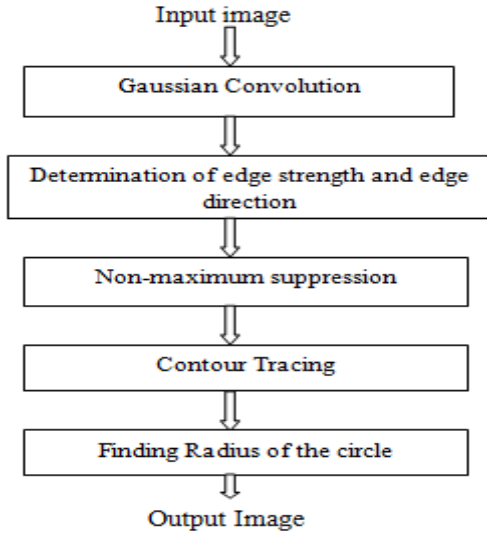 Input image
Gaussian Convolution
Determination of edge strength and edge
direction
Non-maximum suppression
Contour Tracing
Finding Radius of the circle
Output Image